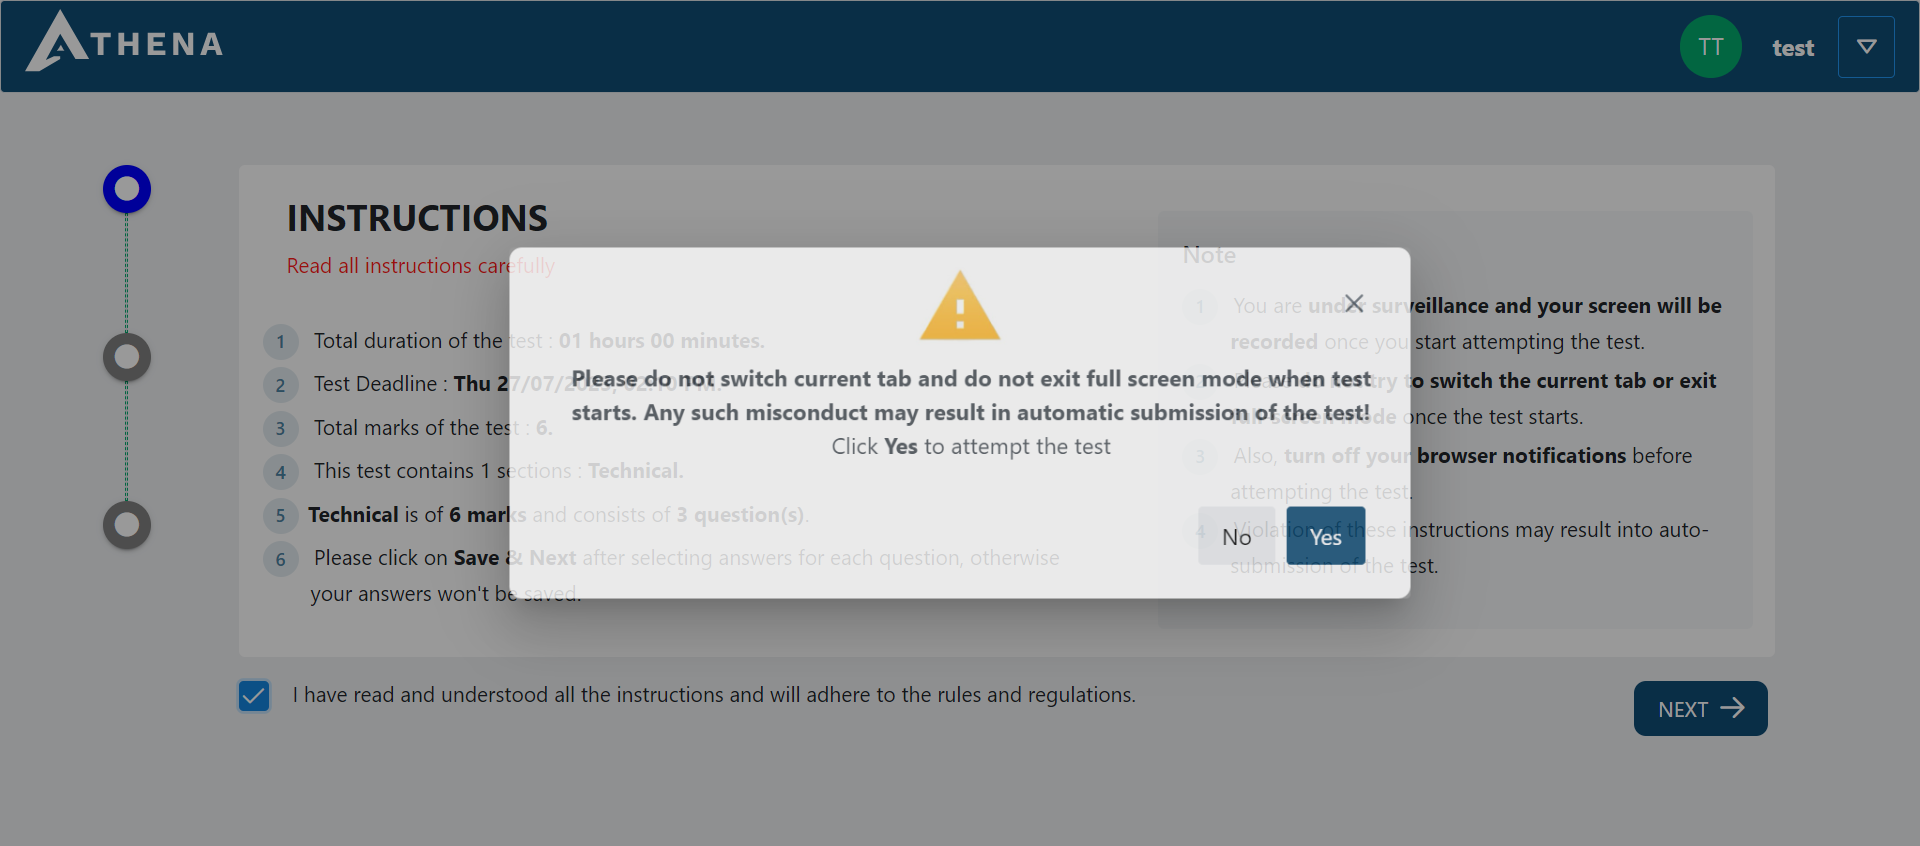 ATHENA
TT
test
INSTRUCTIONS
Read all instructions carefully
1 Total duration of the test : 01 hours 00 minutes.
2 Test Deadline : Thu 27/07/2023, 02:10 PM.
3 Total marks of the test : 6.
4 This test contains 1 sections : Technical.
5 Technical is of 6 marks and consists of 3 question(s).
6 Please click on Save & Next after selecting answers for each question, otherwise
your answers won't be saved.
Note
1 You are under surveillance and your screen will be
recorded once you start attempting the test.
do not try to switch the current tab or exit
full screen mode once the test starts.
3 Also, turn off your browser notifications before
attempting the test.
4 Violation of these instructions may result into auto-
submission of the test.
Please do not switch current tab and do not exit full screen mode when test
starts. Any such misconduct may result in automatic submission of the test!
Click Yes to attempt the test
No
Yes
I have read and understood all the instructions and will adhere to the rules and regulations.
NEXT